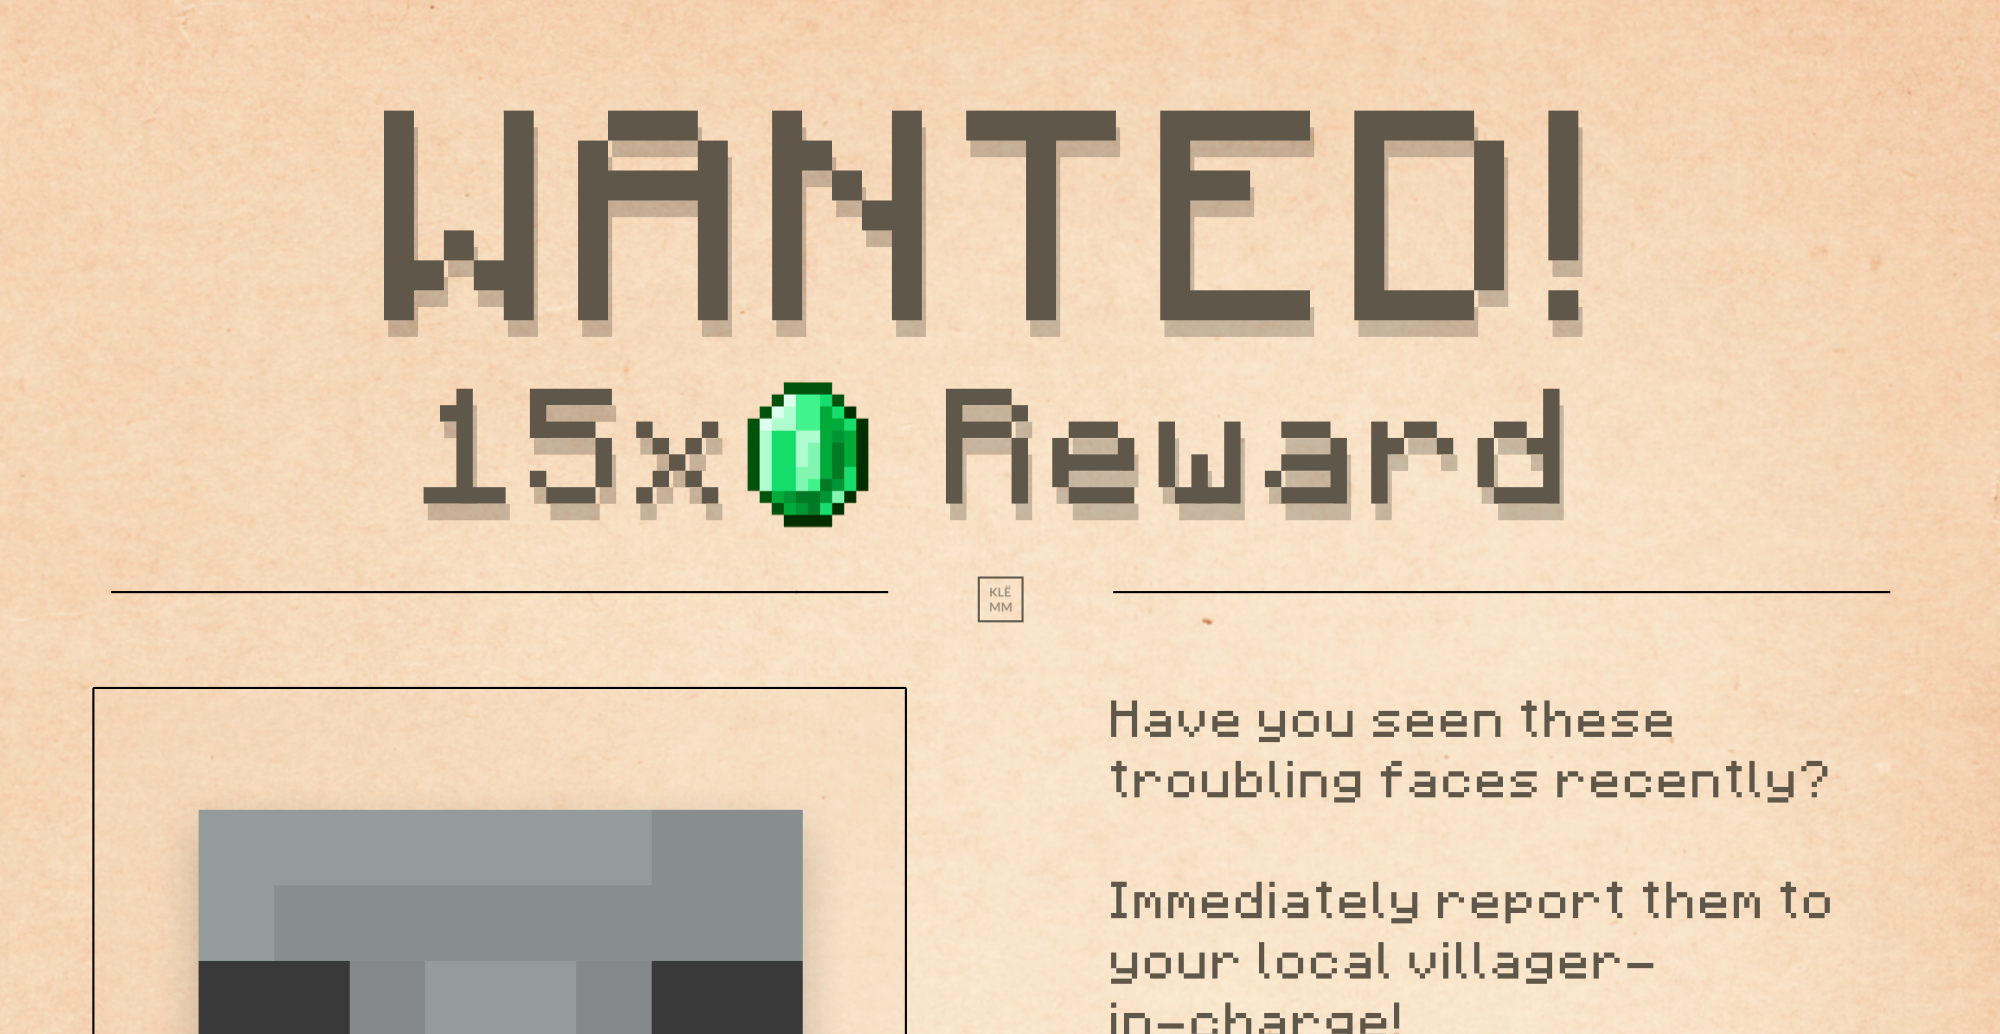 WANTED!
15x Reward
KLË
MM
Have you seen these
troubling faces recently?
Immediately report them to
your local villager-
in-charge!